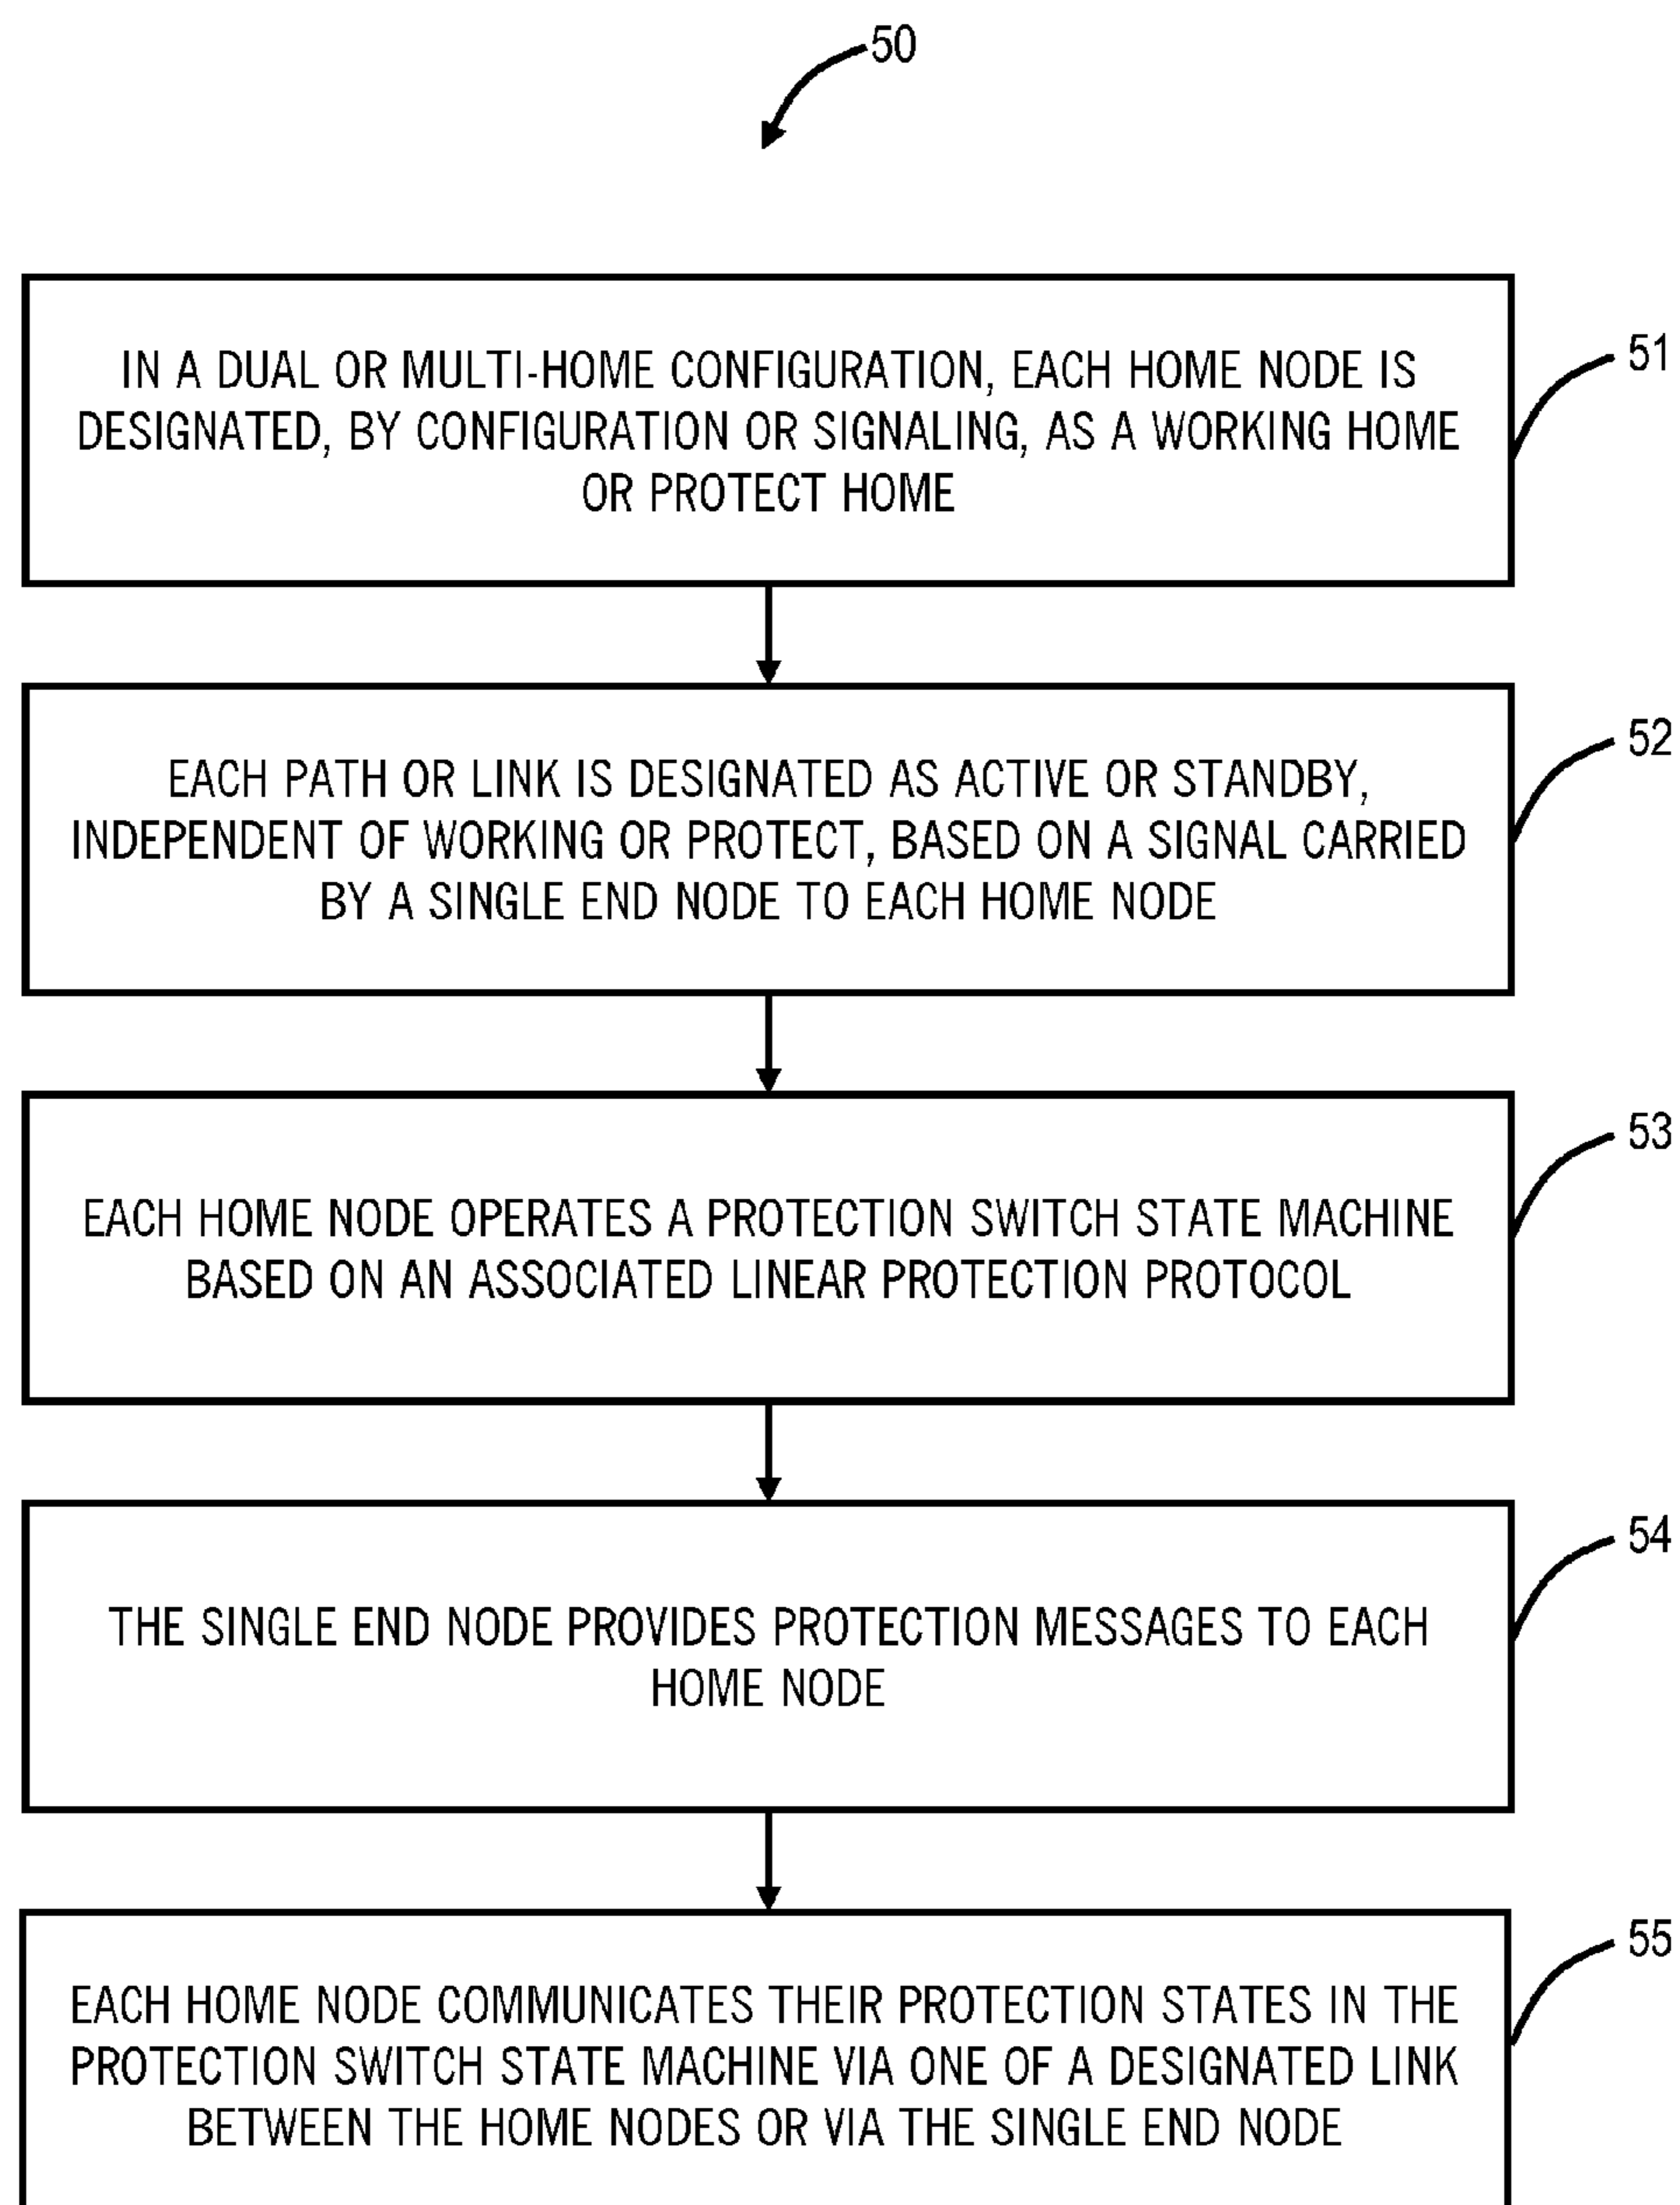 50
IN A DUAL OR MULTI-HOME CONFIGURATION, EACH HOME NODE IS
DESIGNATED, BY CONFIGURATION OR SIGNALING, AS A WORKING HOME
OR PROTECT HOME
51
EACH PATH OR LINK IS DESIGNATED AS ACTIVE OR STANDBY,
INDEPENDENT OF WORKING OR PROTECT, BASED ON A SIGNAL CARRIED
BY A SINGLE END NODE TO EACH HOME NODE
52
EACH HOME NODE OPERATES A PROTECTION SWITCH STATE MACHINE
BASED ON AN ASSOCIATED LINEAR PROTECTION PROTOCOL
53
THE SINGLE END NODE PROVIDES PROTECTION MESSAGES TO EACH
HOME NODE
54
EACH HOME NODE COMMUNICATES THEIR PROTECTION STATES IN THE
PROTECTION SWITCH STATE MACHINE VIA ONE OF A DESIGNATED LINK
BETWEEN THE HOME NODES OR VIA THE SINGLE END NODE
55